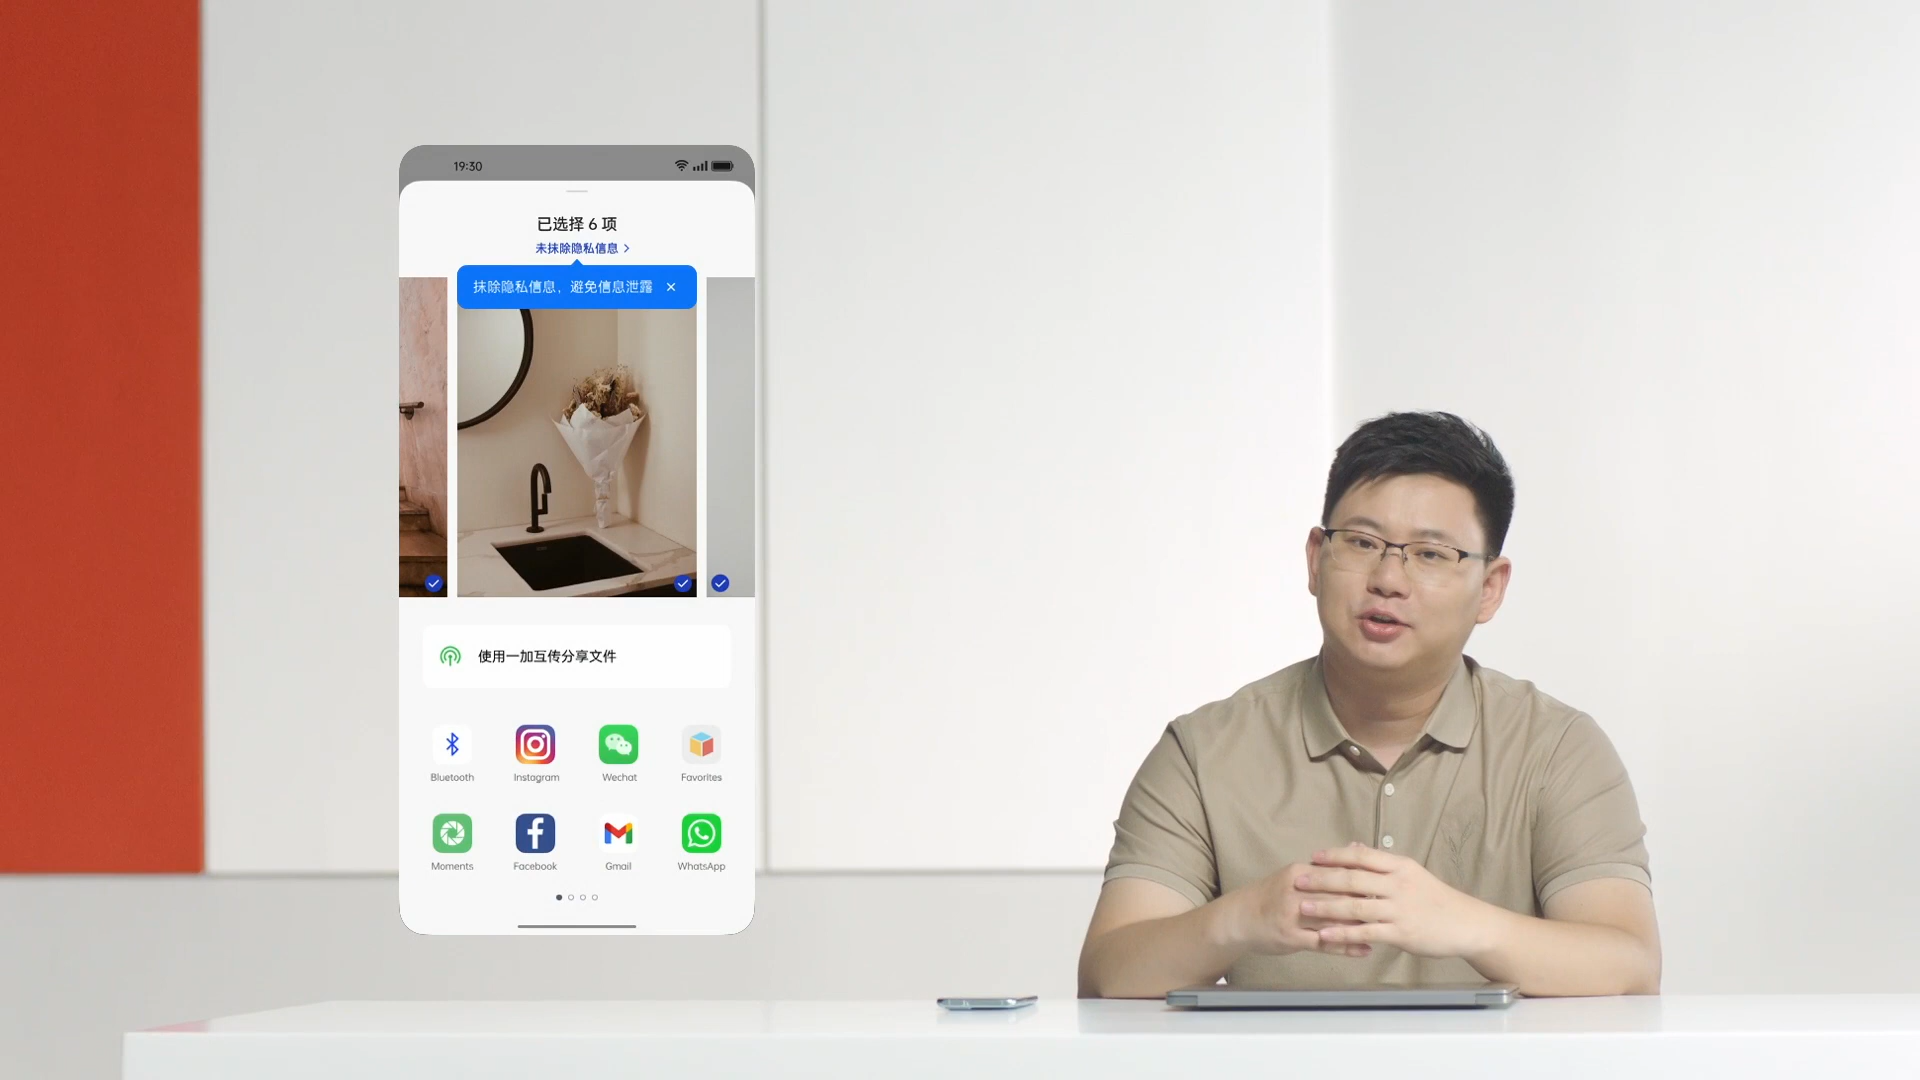 19:30
已选择 6 项
未抹除隐私信息 >
抹除隐私信息，避免信息泄露 ×
使用一加互传分享文件
Bluetooth
Instagram
Wechat
Favorites
Moments
Facebook
Gmail
WhatsApp